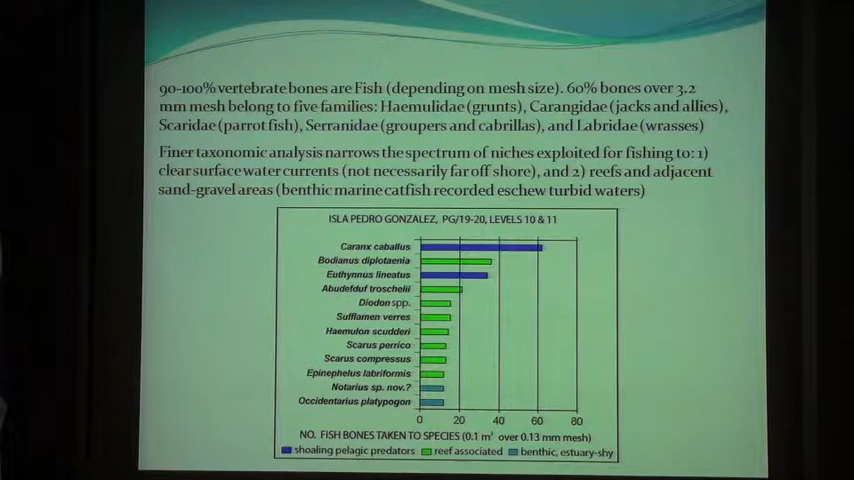 90-100% vertebrate bones are Fish (depending on mesh size). 60% bones over 3.2
mm mesh belong to five families: Haemulidae (grunts), Carangidae (jacks and allies),
Scaridae (parrot fish), Serranidae (groupers and cabrillas), and Labridae (wrasses)
Finer taxonomic analysis narrows the spectrum of niches exploited for fishing to: 1)
clear surface water currents (not necessarily far off shore), and 2) reefs and adjacent
sand-gravel areas (benthic marine catfish recorded eschew turbid waters)
ISLA PEDRO GONZALEZ, PG/19-20, LEVELS 10 & 11
Caranx caballus
Bodianus diplotaenia
Euthynnus lineatus
Abudefduf troschelii
Diodon spp.
Sufflamen verres
Haemulon scudderi
Scarus perrico
Scarus compressus
Epinephelus labriformis
Notarius sp. nov.?
Occidentarius platypogon
0 20 40 60 80
NO. FISH BONES TAKEN TO SPECIES (0.1 m³ over 0.13 mm mesh)
shoaling pelagic predators reef associated benthic, estuary-shy